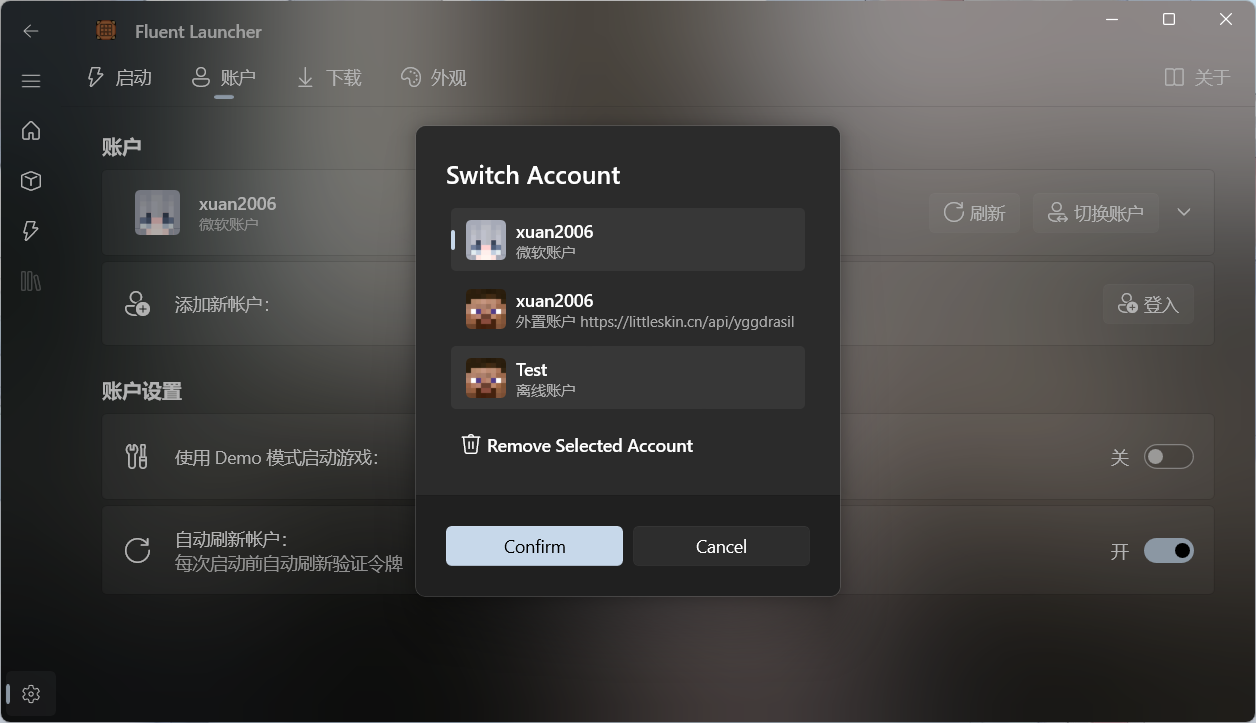 Fluent Launcher
启动 账户 下载 外观 关于
账户
xuan2006
微软账户
刷新 切换账户
添加新帐户：
登入
账户设置
使用 Demo 模式启动游戏：
关
自动刷新帐户：
每次启动前自动刷新验证令牌
开
Switch Account
xuan2006
微软账户
xuan2006
外置账户 https://littleskin.cn/api/yggdrasil
Test
离线账户
Remove Selected Account
Confirm Cancel